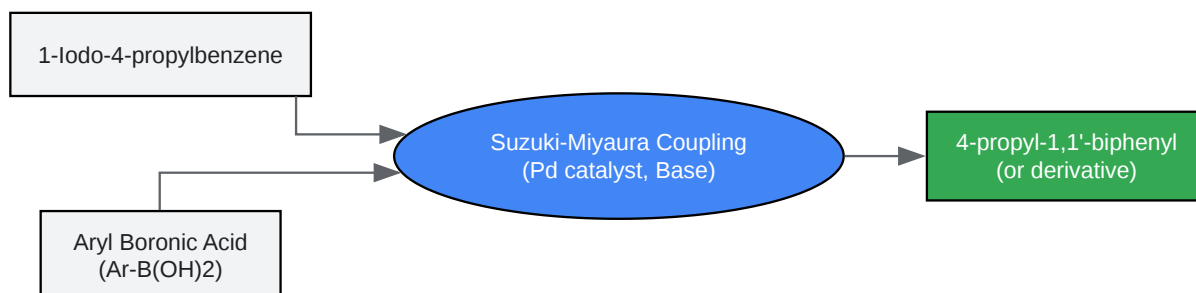 1-Iodo-4-propylbenzene
Suzuki-Miyaura Coupling
(Pd catalyst, Base)
4-propyl-1,1'-biphenyl
(or derivative)
Aryl Boronic Acid
(Ar-B(OH)2)